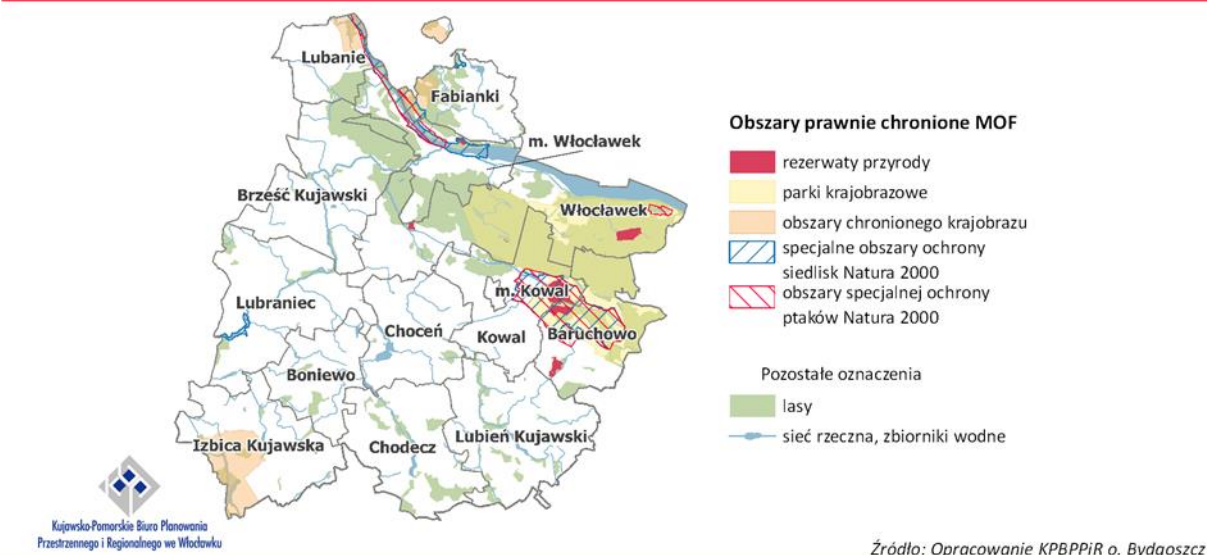 Lubanie
Fabianki
m. Włocławek
Brześć Kujawski
Włocławek
Lubraniec
m. Kowal
Choceń
Kowal
Baruchowo
Boniewo
Izbica Kujawska
Chodecz
Lubień Kujawski
Obszary prawnie chronione MOF
rezerwaty przyrody
parki krajobrazowe
obszary chronionego krajobrazu
specjalne obszary ochrony
siedlisk Natura 2000
obszary specjalnej ochrony
ptaków Natura 2000
Pozostałe oznaczenia
lasy
sieć rzeczna, zbiorniki wodne
Kujawsko-Pomorskie Biuro Planowania
Przestrzennego i Regionalnego we Włocławku
Źródło: Opracowanie KPBPPiR o. Bydgoszcz